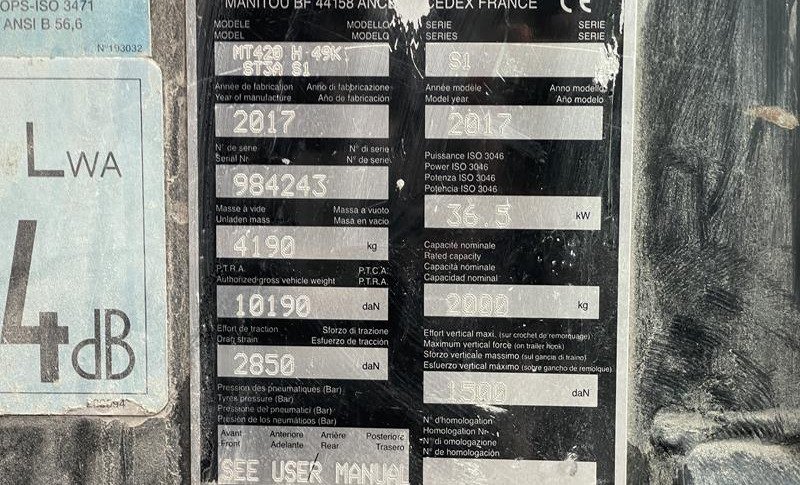 OPS-ISO 3471
ANSI B 56,6
N°193032
LWA
4dB
MANITOU BF 44158 ANCE CEDEX FRANCE CE
MODELE MODELLO
MODEL MODELO
MT420 H 49K
ST3A S1
Année de fabrication Anno di fabbricazione
Year of manufacture Año de fabricación
2017
N° de série N° di serie
Serial Nr N° de serie
984243
Masse à vide Massa a vuoto
Unladen mass Masa en vacio
4190 kg
P.T.R.A. P.T.C.A.
Authorized gross vehicle weight P.T.R.A.
10190 daN
Effort de traction Sforzo di trazione
Drag strain Esfuerzo de tracción
2850 daN
Pression des pneumatiques (Bar)
Tyres pressure (Bar)
Pressione dei pneumatici (Bar)
Presión de los neumáticos (Bar)
Avant Anteriore Arrière Posteriore
Front Adelante Rear Trasero
SEE USER MANUAL
SERIE SERIE
SERIES SERIE
S1
Année modèle Anno modello
Model year Año modelo
2017
Puissance ISO 3046
Power ISO 3046
Potenza ISO 3046
Potencia ISO 3046
36.5 kW
Capacité nominale
Rated capacity
Capacità nominale
Capacidad nominal
2000 kg
Effort vertical maxi. (sur crochet de remorquage)
Maximum vertical force (on trailer hook)
Sforzo verticale massimo (sul gancio di traino)
Esfuerzo vertical máximo (sobre gancho de remolque)
1500 daN
N° d'homologation
Homologation Nr
N° di omologazione
N° de homologación